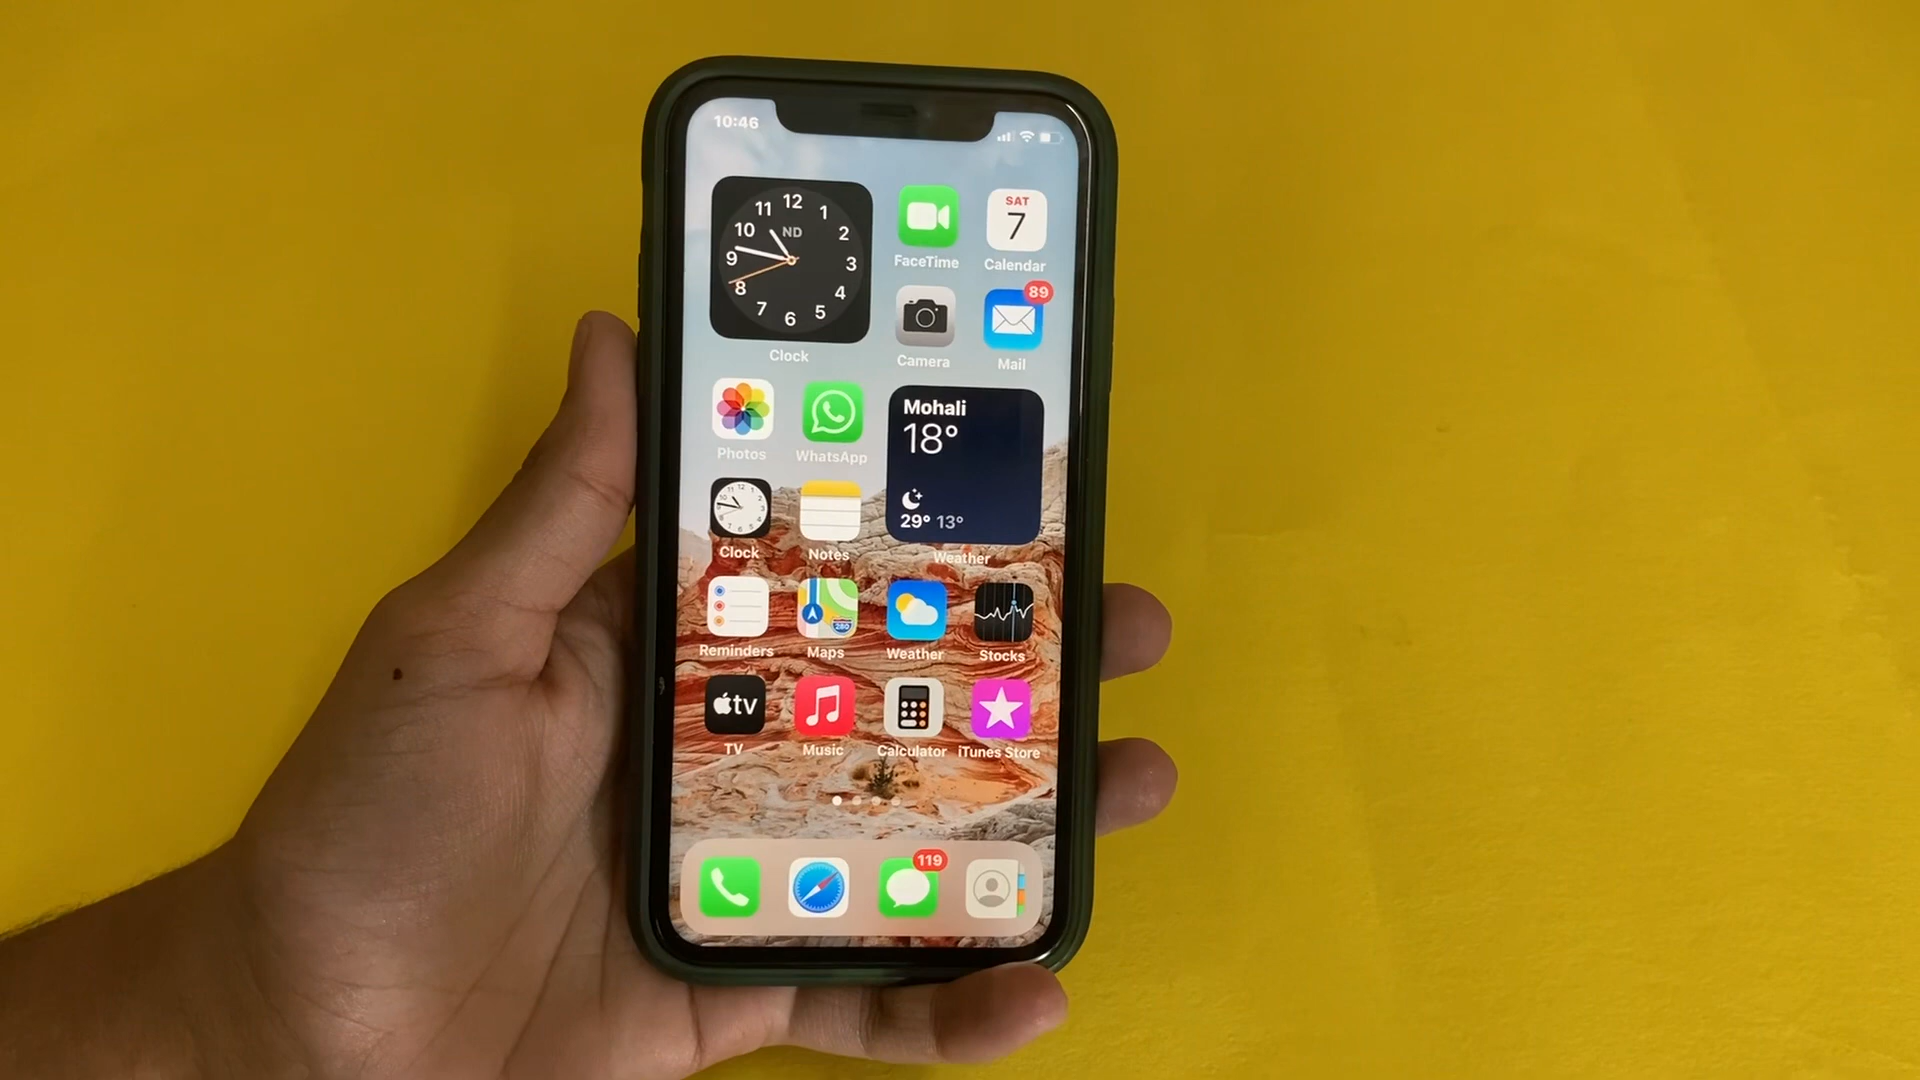 10:46
12
11
1
10
ND
2
9
3
8
4
7
5
6
Clock
FaceTime
SAT
7
Calendar
Camera
89
Mail
Photos
WhatsApp
Mohali
18°
29° 13°
Weather
Clock
Notes
Reminders
280
Maps
Weather
Stocks
tv
TV
Music
Calculator
iTunes Store
119